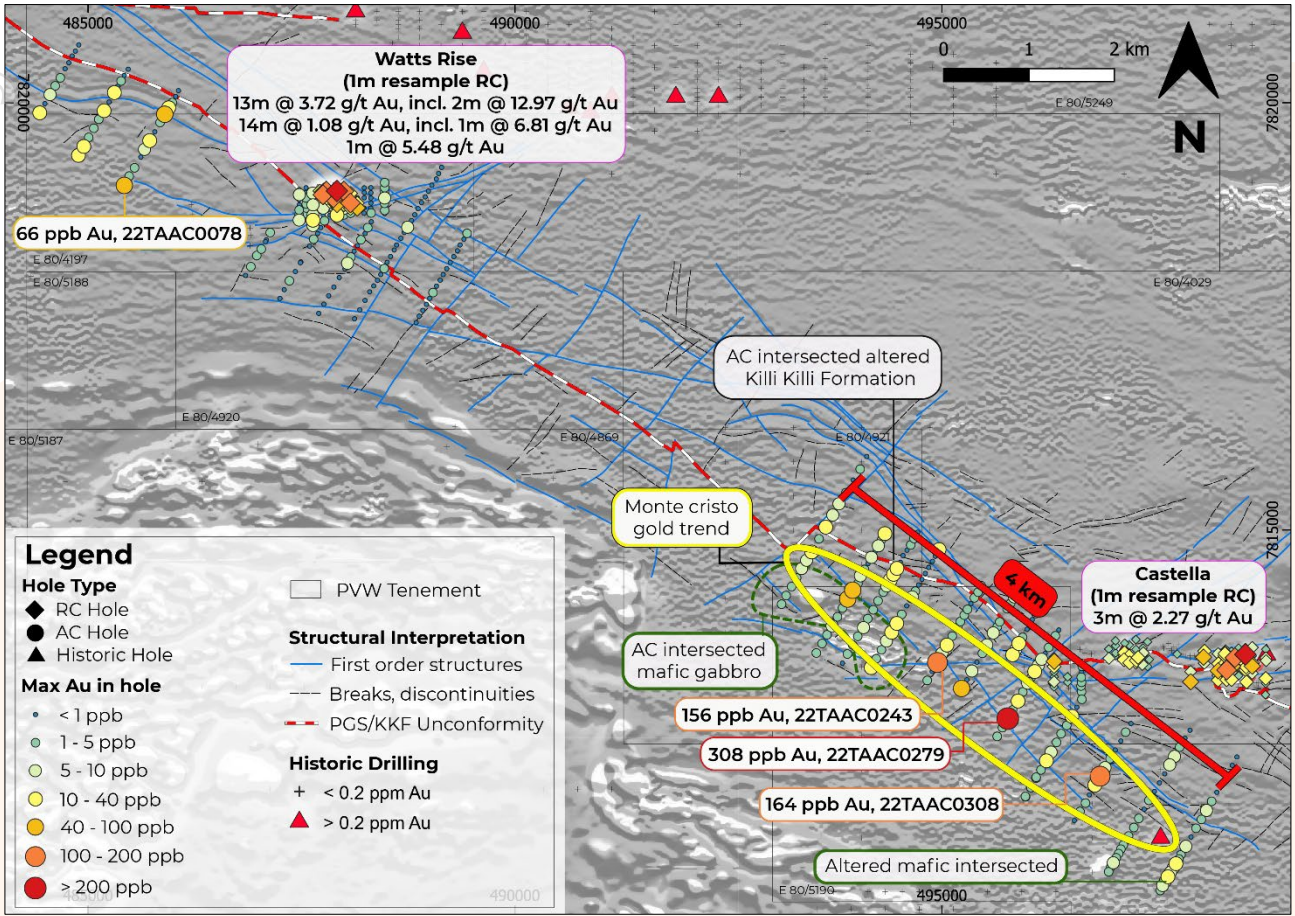 485000
490000
495000
0 1 2 km
E 80/5249
N
7820000
7820000
Watts Rise
(1m resample RC)
13m @ 3.72 g/t Au, incl. 2m @ 12.97 g/t Au
14m @ 1.08 g/t Au, incl. 1m @ 6.81 g/t Au
1m @ 5.48 g/t Au
66 ppb Au, 22TAAC0078
E 80/4197
E 80/5188
E 80/4029
AC intersected altered
Killi Killi Formation
E 80/4920
E 80/5187
E 80/4869
E 80/4921
Monte cristo
gold trend
7815000
4 km
Castella
(1m resample RC)
3m @ 2.27 g/t Au
AC intersected
mafic gabbro
156 ppb Au, 22TAAC0243
308 ppb Au, 22TAAC0279
164 ppb Au, 22TAAC0308
Altered mafic intersected
E 80/5190
495000
Legend
Hole Type
RC Hole
AC Hole
Historic Hole
Max Au in hole
< 1 ppb
1 - 5 ppb
5 - 10 ppb
10 - 40 ppb
40 - 100 ppb
100 - 200 ppb
> 200 ppb
PVW Tenement
Structural Interpretation
First order structures
Breaks, discontinuities
PGS/KKF Unconformity
Historic Drilling
< 0.2 ppm Au
> 0.2 ppm Au
485000
490000